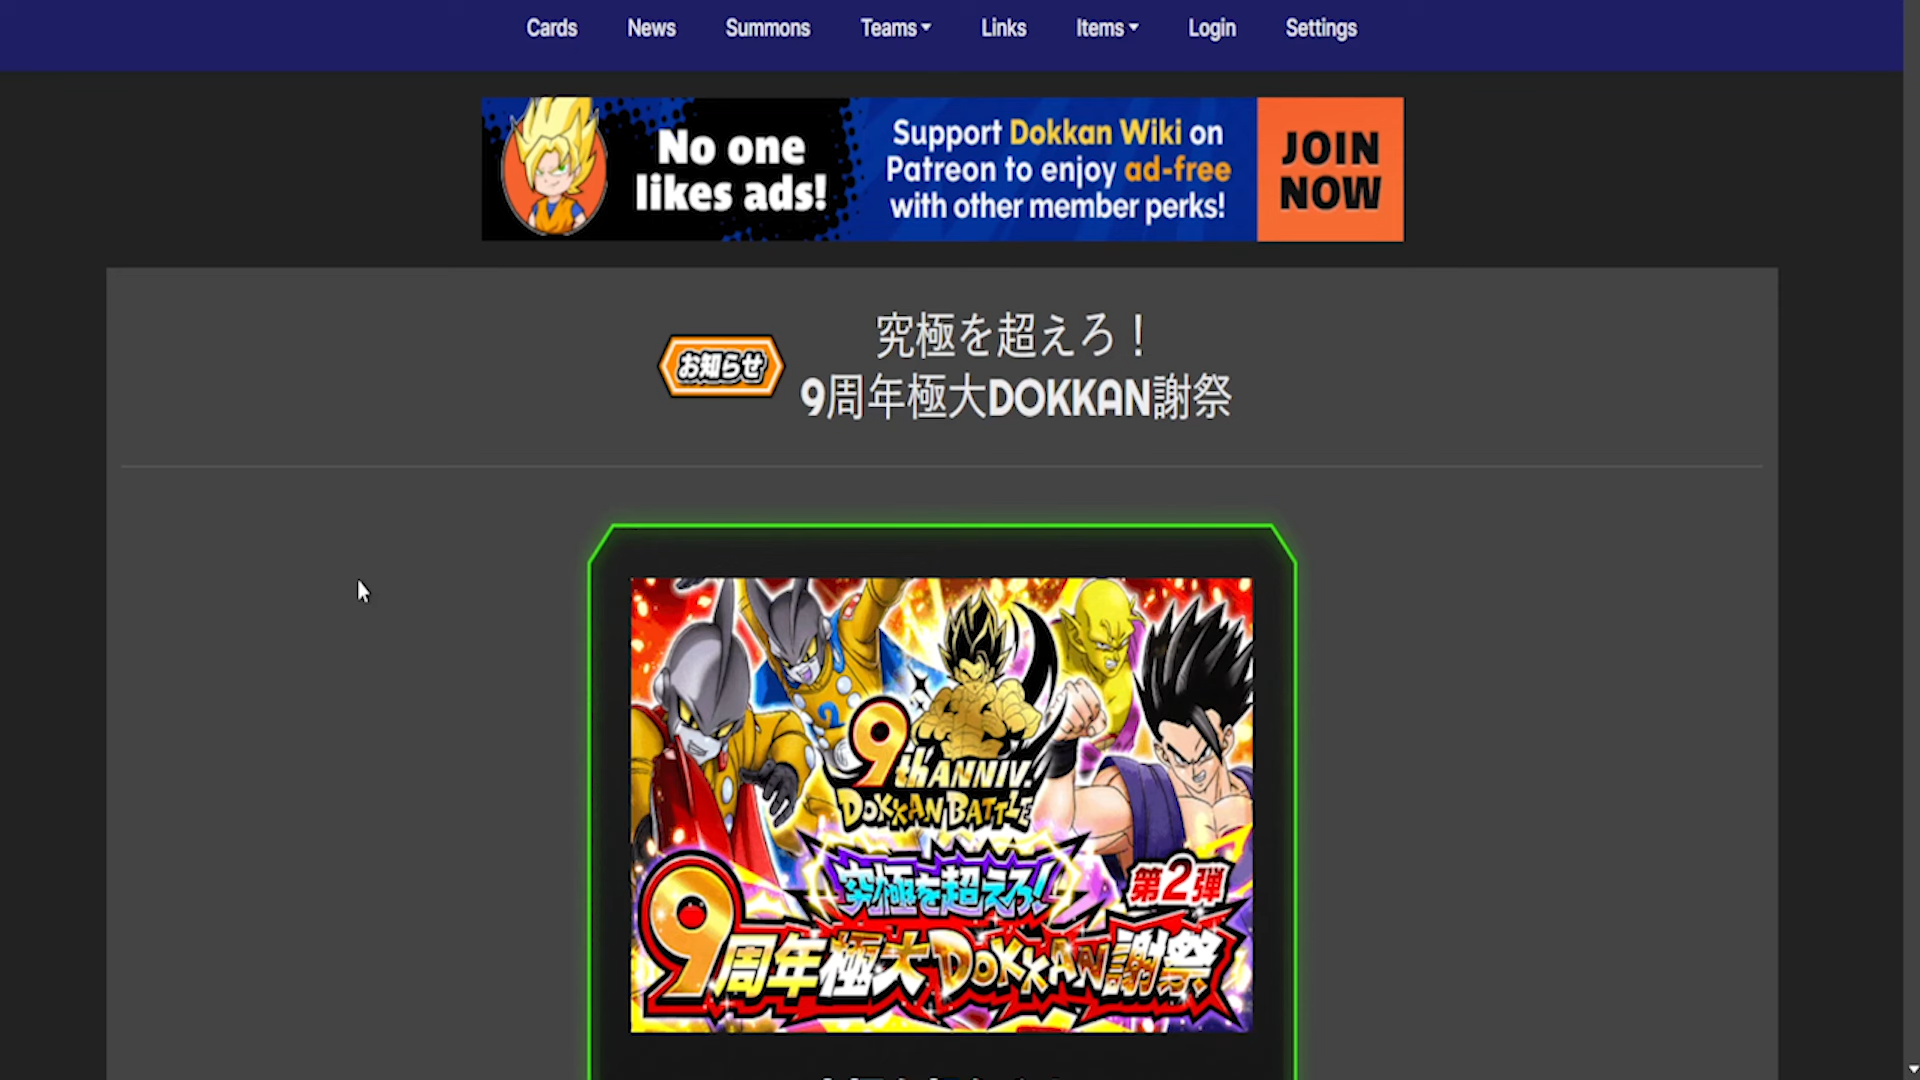 Cards News Summons Teams Links Items Login Settings
No one
likes ads!
Support Dokkan Wiki on
Patreon to enjoy ad-free
with other member perks!
JOIN
NOW
お知らせ
究極を超えろ！
9周年極大DOKKAN謝祭
2
9thANNIV.
DOKKAN BATTLE
究極を超えろ!
第2弾
9周年極大DOKKAN謝祭